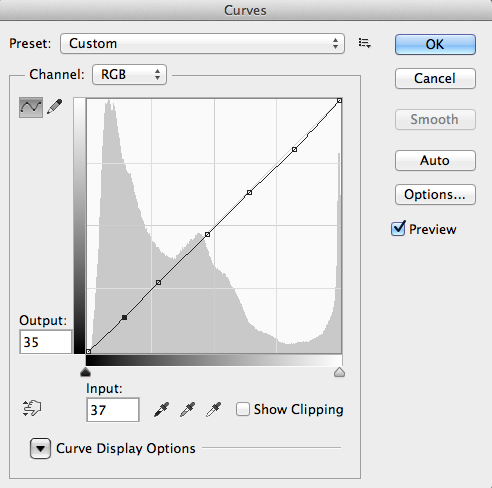 Curves
Preset: Custom
OK
Channel: RGB
Cancel
Smooth
Auto
Options...
Preview
Output:
35
Input:
37
Show Clipping
Curve Display Options